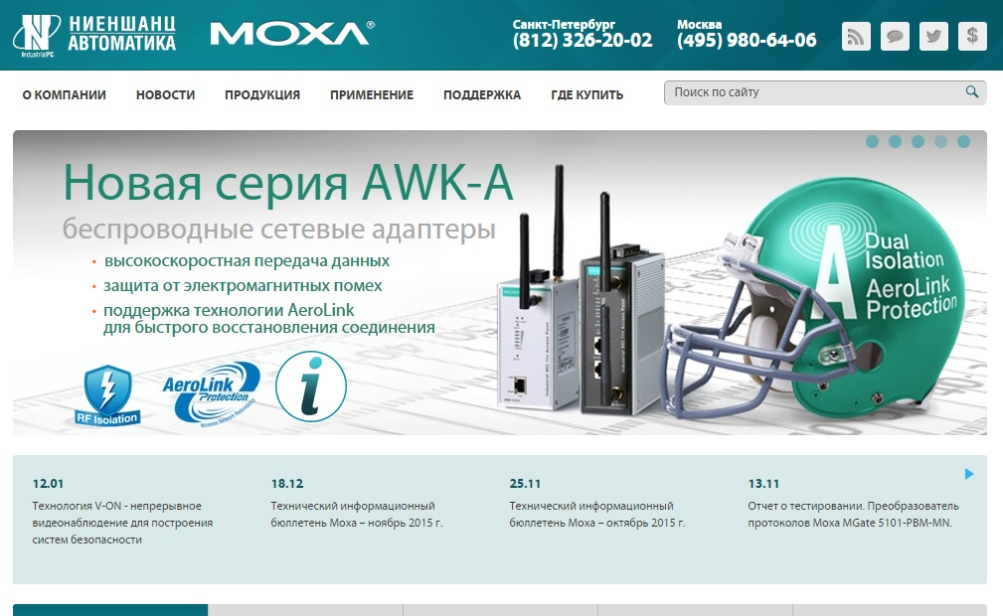 НИЕНШАНЦ
АВТОМАТИКА
IndustrialPC
MOXA®
Санкт-Петербург
(812) 326-20-02
Москва
(495) 980-64-06
$
О КОМПАНИИ НОВОСТИ ПРОДУКЦИЯ ПРИМЕНЕНИЕ ПОДДЕРЖКА ГДЕ КУПИТЬ
Поиск по сайту
Новая серия AWK-A
беспроводные сетевые адаптеры
• высокоскоростная передача данных
• защита от электромагнитных помех
• поддержка технологии AeroLink
для быстрого восстановления соединения
RF Isolation
AeroLink
Protection
i
A
Dual
Isolation
AeroLink
Protection
12.01
Технология V-ON - непрерывное
видеонаблюдение для построения
систем безопасности
18.12
Технический информационный
бюллетень Moxa – ноябрь 2015 г.
25.11
Технический информационный
бюллетень Moxa – октябрь 2015 г.
13.11
Отчет о тестировании. Преобразователь
протоколов Moxa MGate 5101-PBM-MN.